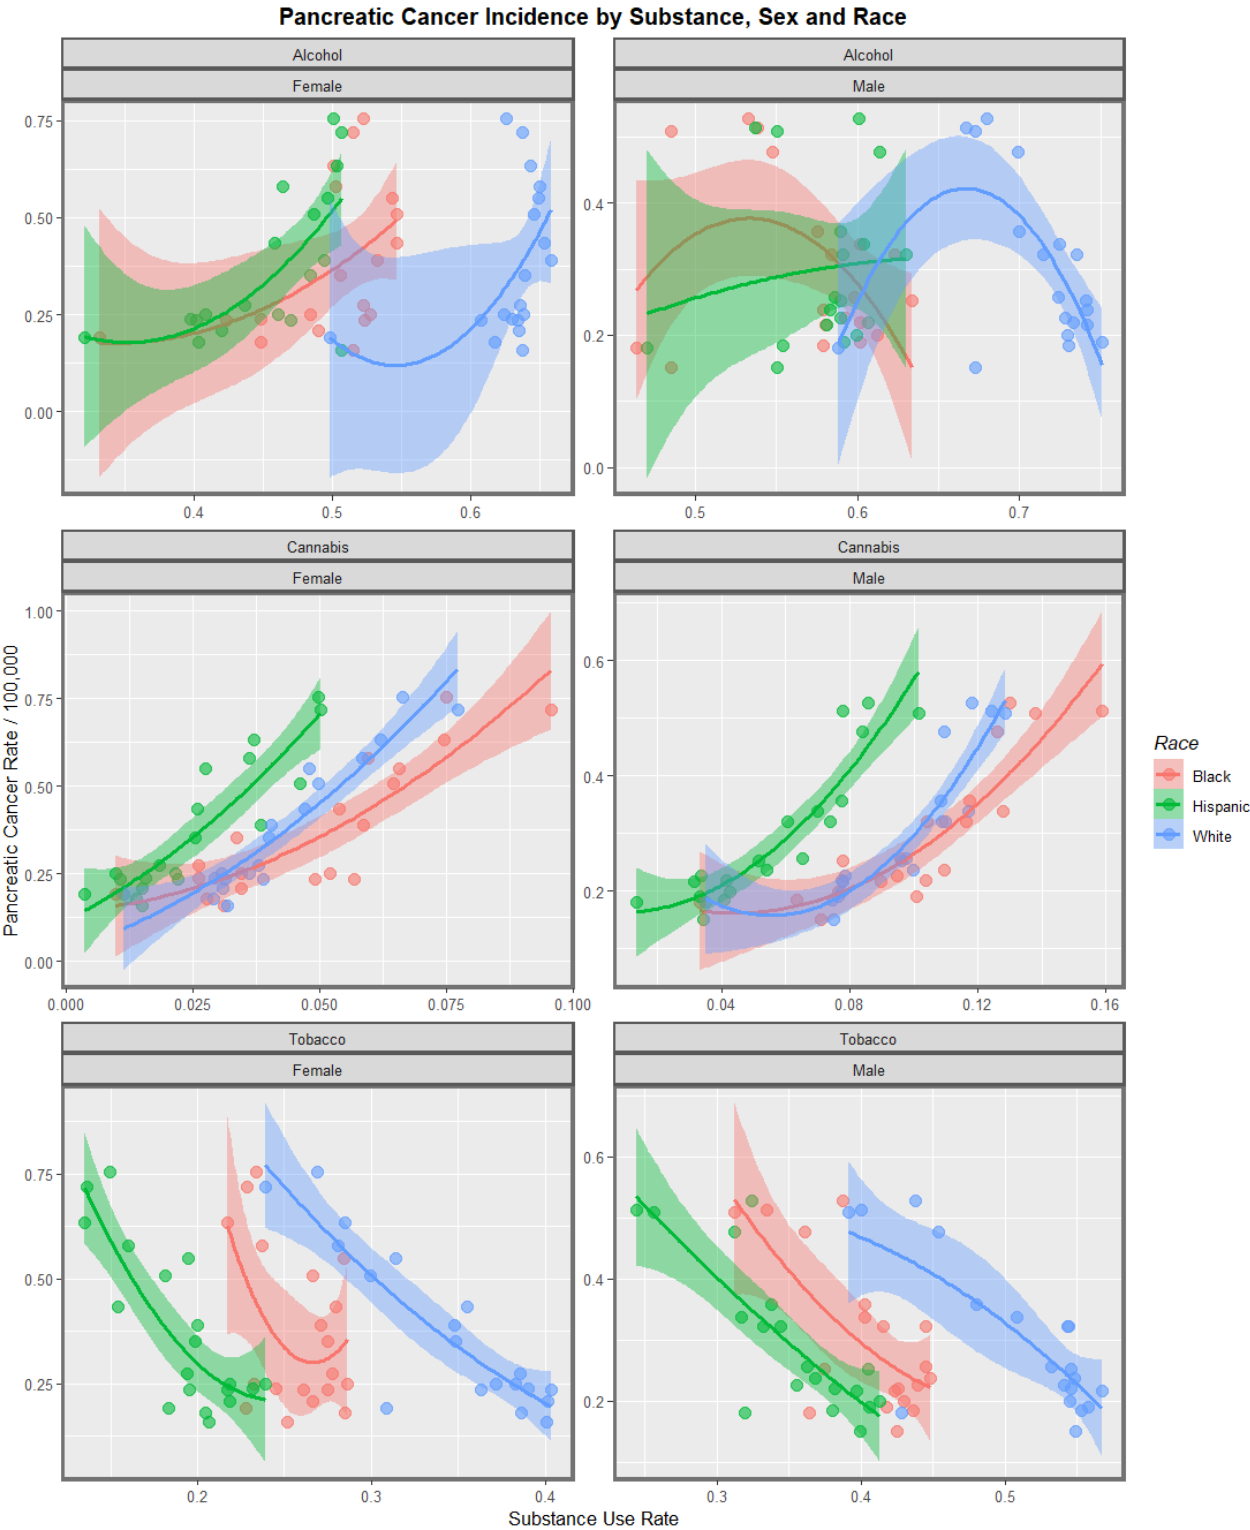 Pancreatic Cancer Incidence by Substance, Sex and Race
Alcohol
Female
Alcohol
Male
0.75
0.50
0.25
0.00
0.4
0.2
0.0
0.4 0.5 0.6
0.5 0.6 0.7
Cannabis
Female
Cannabis
Male
1.00
0.75
0.50
0.25
0.00
0.6
0.4
0.2
0.000 0.025 0.050 0.075 0.100
0.04 0.08 0.12 0.16
Pancreatic Cancer Rate / 100,000
Race
Black
Hispanic
White
Tobacco
Female
Tobacco
Male
0.75
0.50
0.25
0.6
0.4
0.2
0.2 0.3 0.4
0.3 0.4 0.5
Substance Use Rate